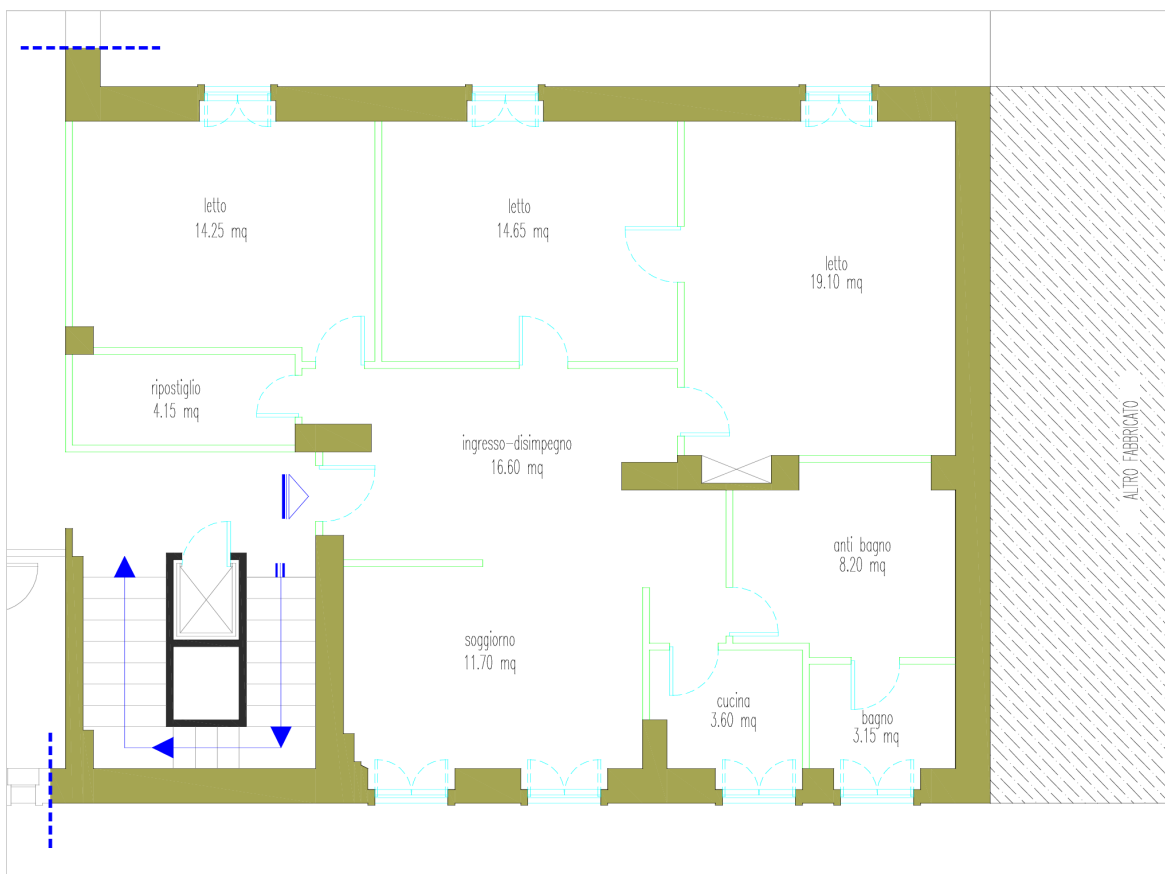 letto
14.25 mq
letto
14.65 mq
letto
19.10 mq
ripostiglio
4.15 mq
ingresso-disimpegno
16.60 mq
ALTRO FABBRICATO
anti bagno
8.20 mq
soggiorno
11.70 mq
cucina
3.60 mq
bagno
3.15 mq